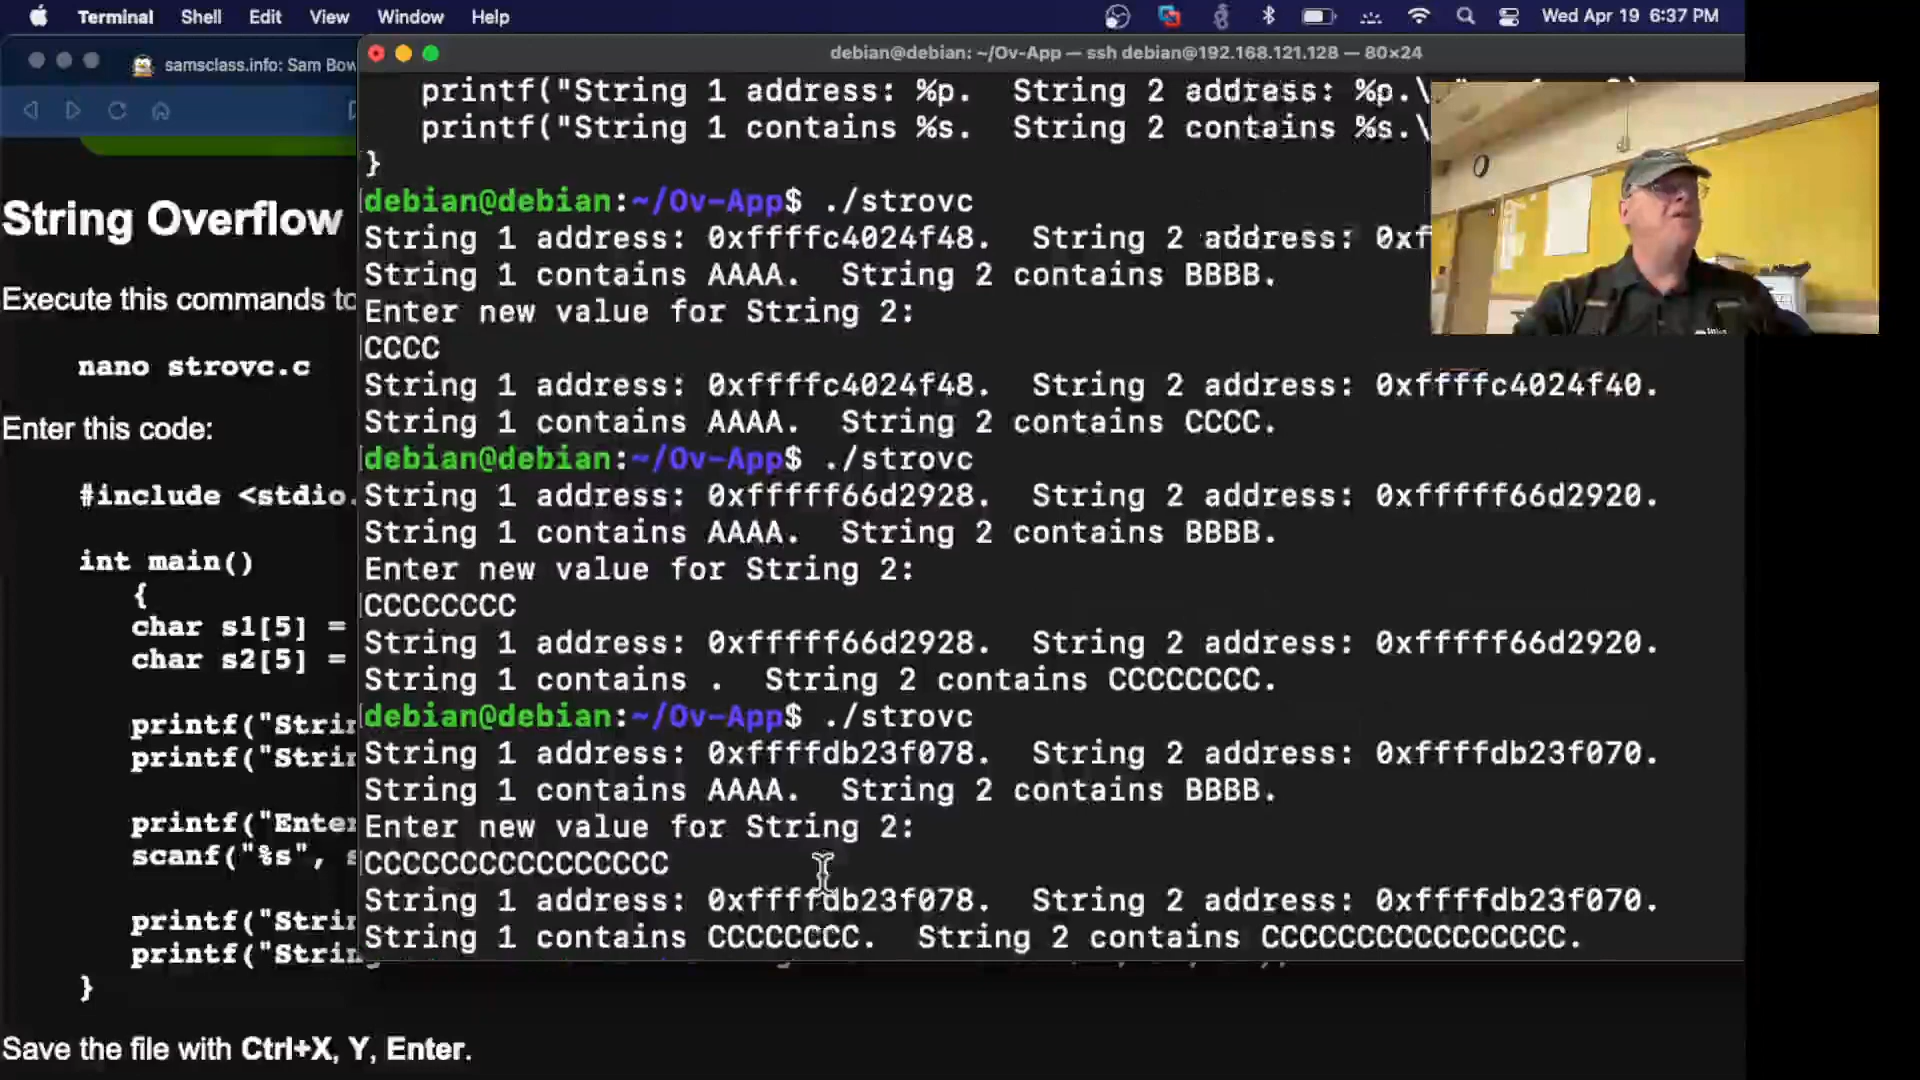 Terminal Shell Edit View Window Help Wed Apr 19 6:37 PM
debian@debian: ~/Ov-App — ssh debian@192.168.121.128 — 80×24
samsclass.info: Sam Bow
String Overflow
Execute this commands to
nano strovc.c
Enter this code:
#include <stdio.
int main()
{
char s1[5] =
char s2[5] =
printf("Strin
printf("Strin
printf("Enter
scanf("%s",
printf("Strin
printf("Strin
}
Save the file with Ctrl+X, Y, Enter.
printf("String 1 address: %p.  String 2 address: %p.\
printf("String 1 contains %s.  String 2 contains %s.\
}
debian@debian:~/Ov-App$ ./strovc
String 1 address: 0xffffc4024f48.  String 2 address: 0xf
String 1 contains AAAA.  String 2 contains BBBB.
Enter new value for String 2:
CCCC
String 1 address: 0xffffc4024f48.  String 2 address: 0xffffc4024f40.
String 1 contains AAAA.  String 2 contains CCCC.
debian@debian:~/Ov-App$ ./strovc
String 1 address: 0xfffff66d2928.  String 2 address: 0xfffff66d2920.
String 1 contains AAAA.  String 2 contains BBBB.
Enter new value for String 2:
CCCCCCCC
String 1 address: 0xfffff66d2928.  String 2 address: 0xfffff66d2920.
String 1 contains .  String 2 contains CCCCCCCC.
debian@debian:~/Ov-App$ ./strovc
String 1 address: 0xffffdb23f078.  String 2 address: 0xffffdb23f070.
String 1 contains AAAA.  String 2 contains BBBB.
Enter new value for String 2:
CCCCCCCCCCCCCCCC
String 1 address: 0xffffdb23f078.  String 2 address: 0xffffdb23f070.
String 1 contains CCCCCCCC.  String 2 contains CCCCCCCCCCCCCCCC.